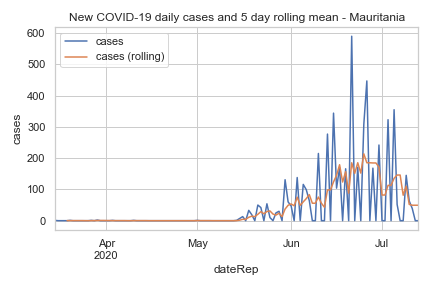 New COVID-19 daily cases and 5 day rolling mean - Mauritania
cases
cases (rolling)
600
500
400
300
200
100
0
cases
Apr
2020
May
Jun
Jul
dateRep